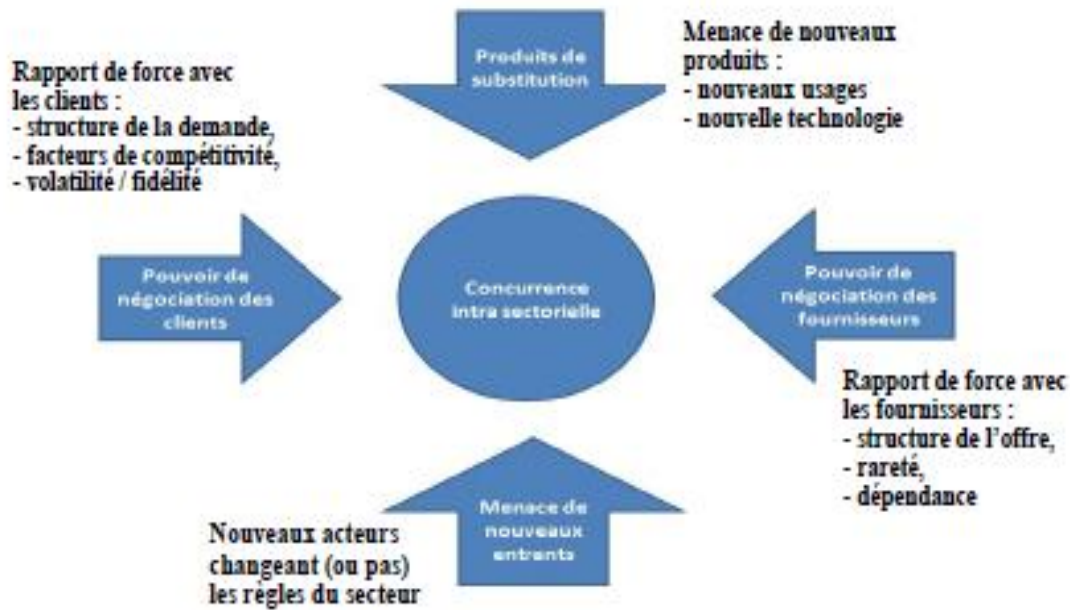 Produits de
substitution
Menace de nouveaux
produits :
- nouveaux usages
- nouvelle technologie
Rapport de force avec
les clients :
- structure de la demande,
- facteurs de compétitivité,
- volatilité / fidélité
Pouvoir de
négociation des
clients
Concurrence
intra sectorielle
Pouvoir de
négociation des
fournisseurs
Rapport de force avec
les fournisseurs :
- structure de l'offre,
- rareté,
- dépendance
Menace de
nouveaux
entrants
Nouveaux acteurs
changeant (ou pas)
les règles du secteur